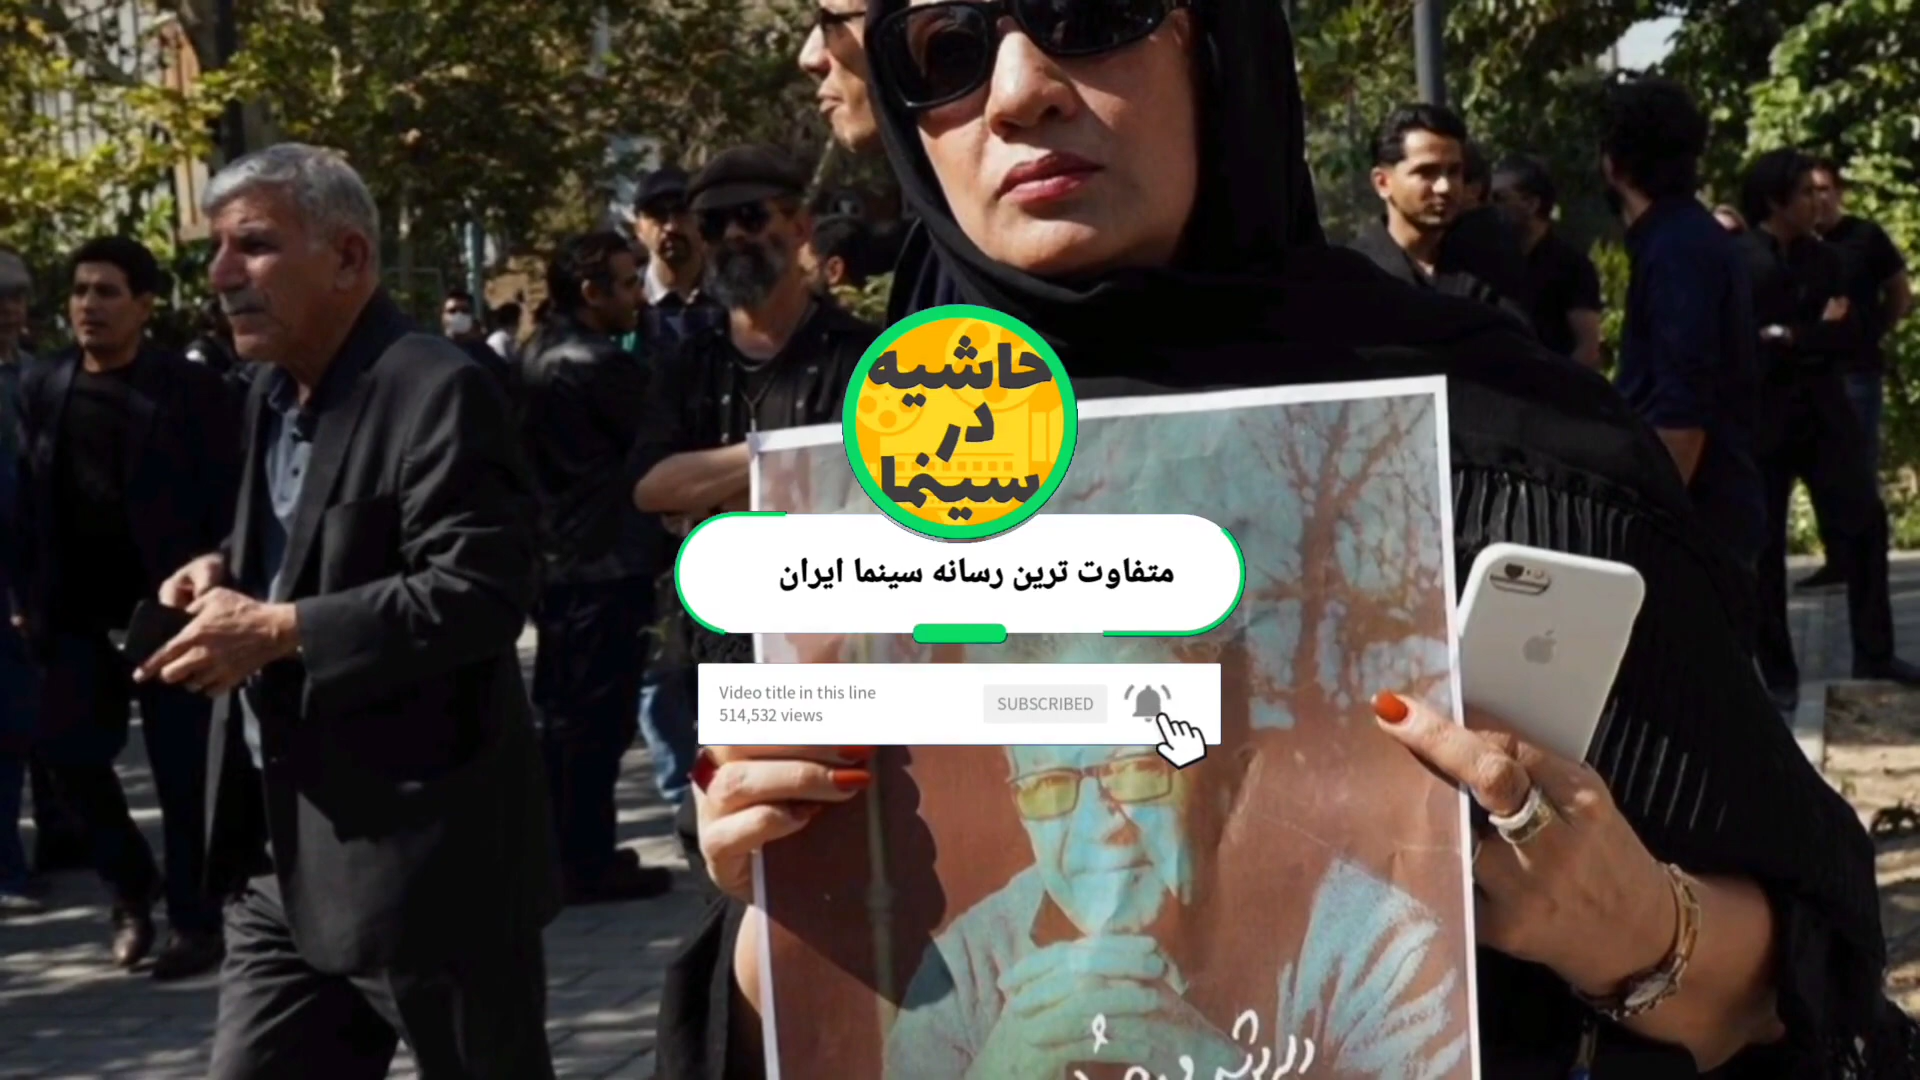 حاشیه
در
سینما
متفاوت ترین رسانه سینما ایران
Video title in this line
514,532 views
SUBSCRIBED